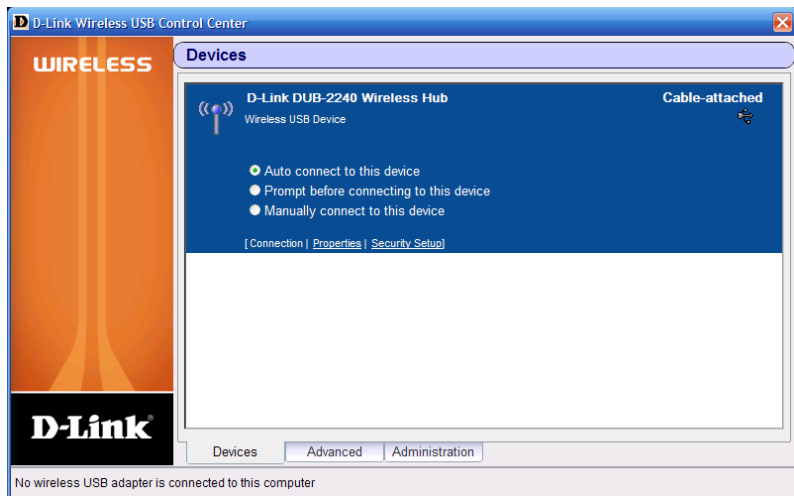 D-Link Wireless USB Control Center
WIRELESS
Devices
D-Link DUB-2240 Wireless Hub
Cable-attached
Wireless USB Device
Auto connect to this device
Prompt before connecting to this device
Manually connect to this device
[ Connection | Properties | Security Setup]
D-Link
Devices
Advanced
Administration
No wireless USB adapter is connected to this computer